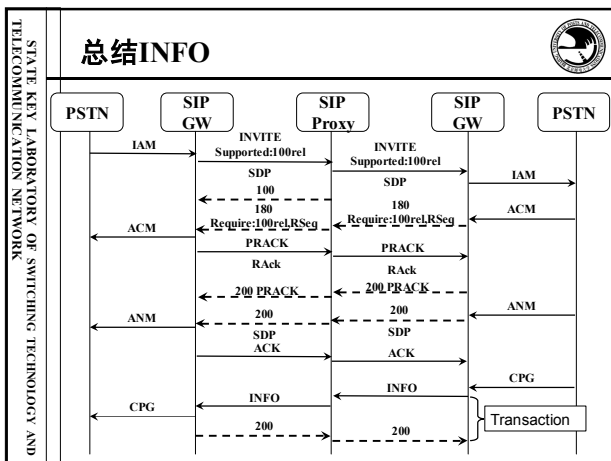 STATE KEY LABORATORY OF SWITCHING TECHNOLOGY AND
TELECOMMUNICATION NETWORK
总结INFO
PSTN
SIP
GW
SIP
Proxy
SIP
GW
PSTN
IAM
INVITE
Supported:100rel
SDP
INVITE
Supported:100rel
SDP
IAM
100
180
Require:100rel,RSeq
180
Require:100rel,RSeq
ACM
ACM
PRACK
RAck
PRACK
RAck
200 PRACK
200 PRACK
ANM
200
SDP
200
SDP
ANM
ACK
ACK
CPG
INFO
INFO
CPG
200
200
Transaction